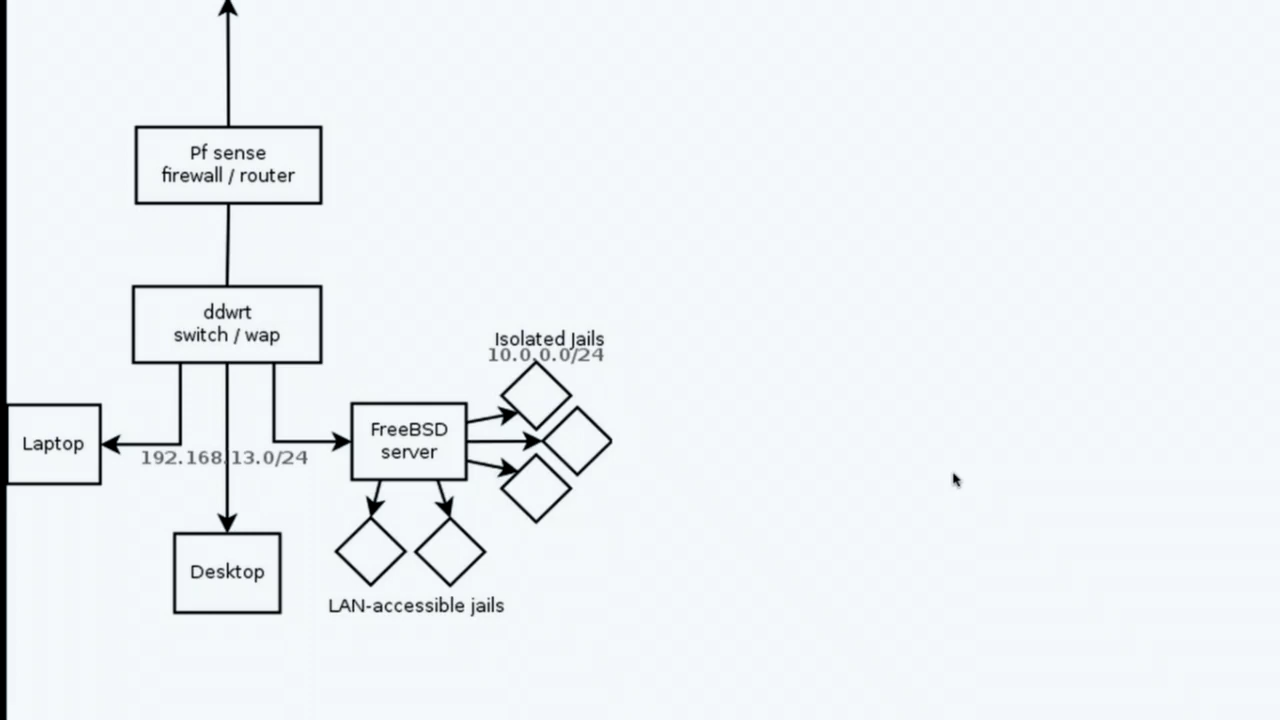 Pf sense
firewall / router
ddwrt
switch / wap
Isolated Jails
10.0.0.0/24
Laptop
192.168.13.0/24
FreeBSD
server
Desktop
LAN-accessible jails